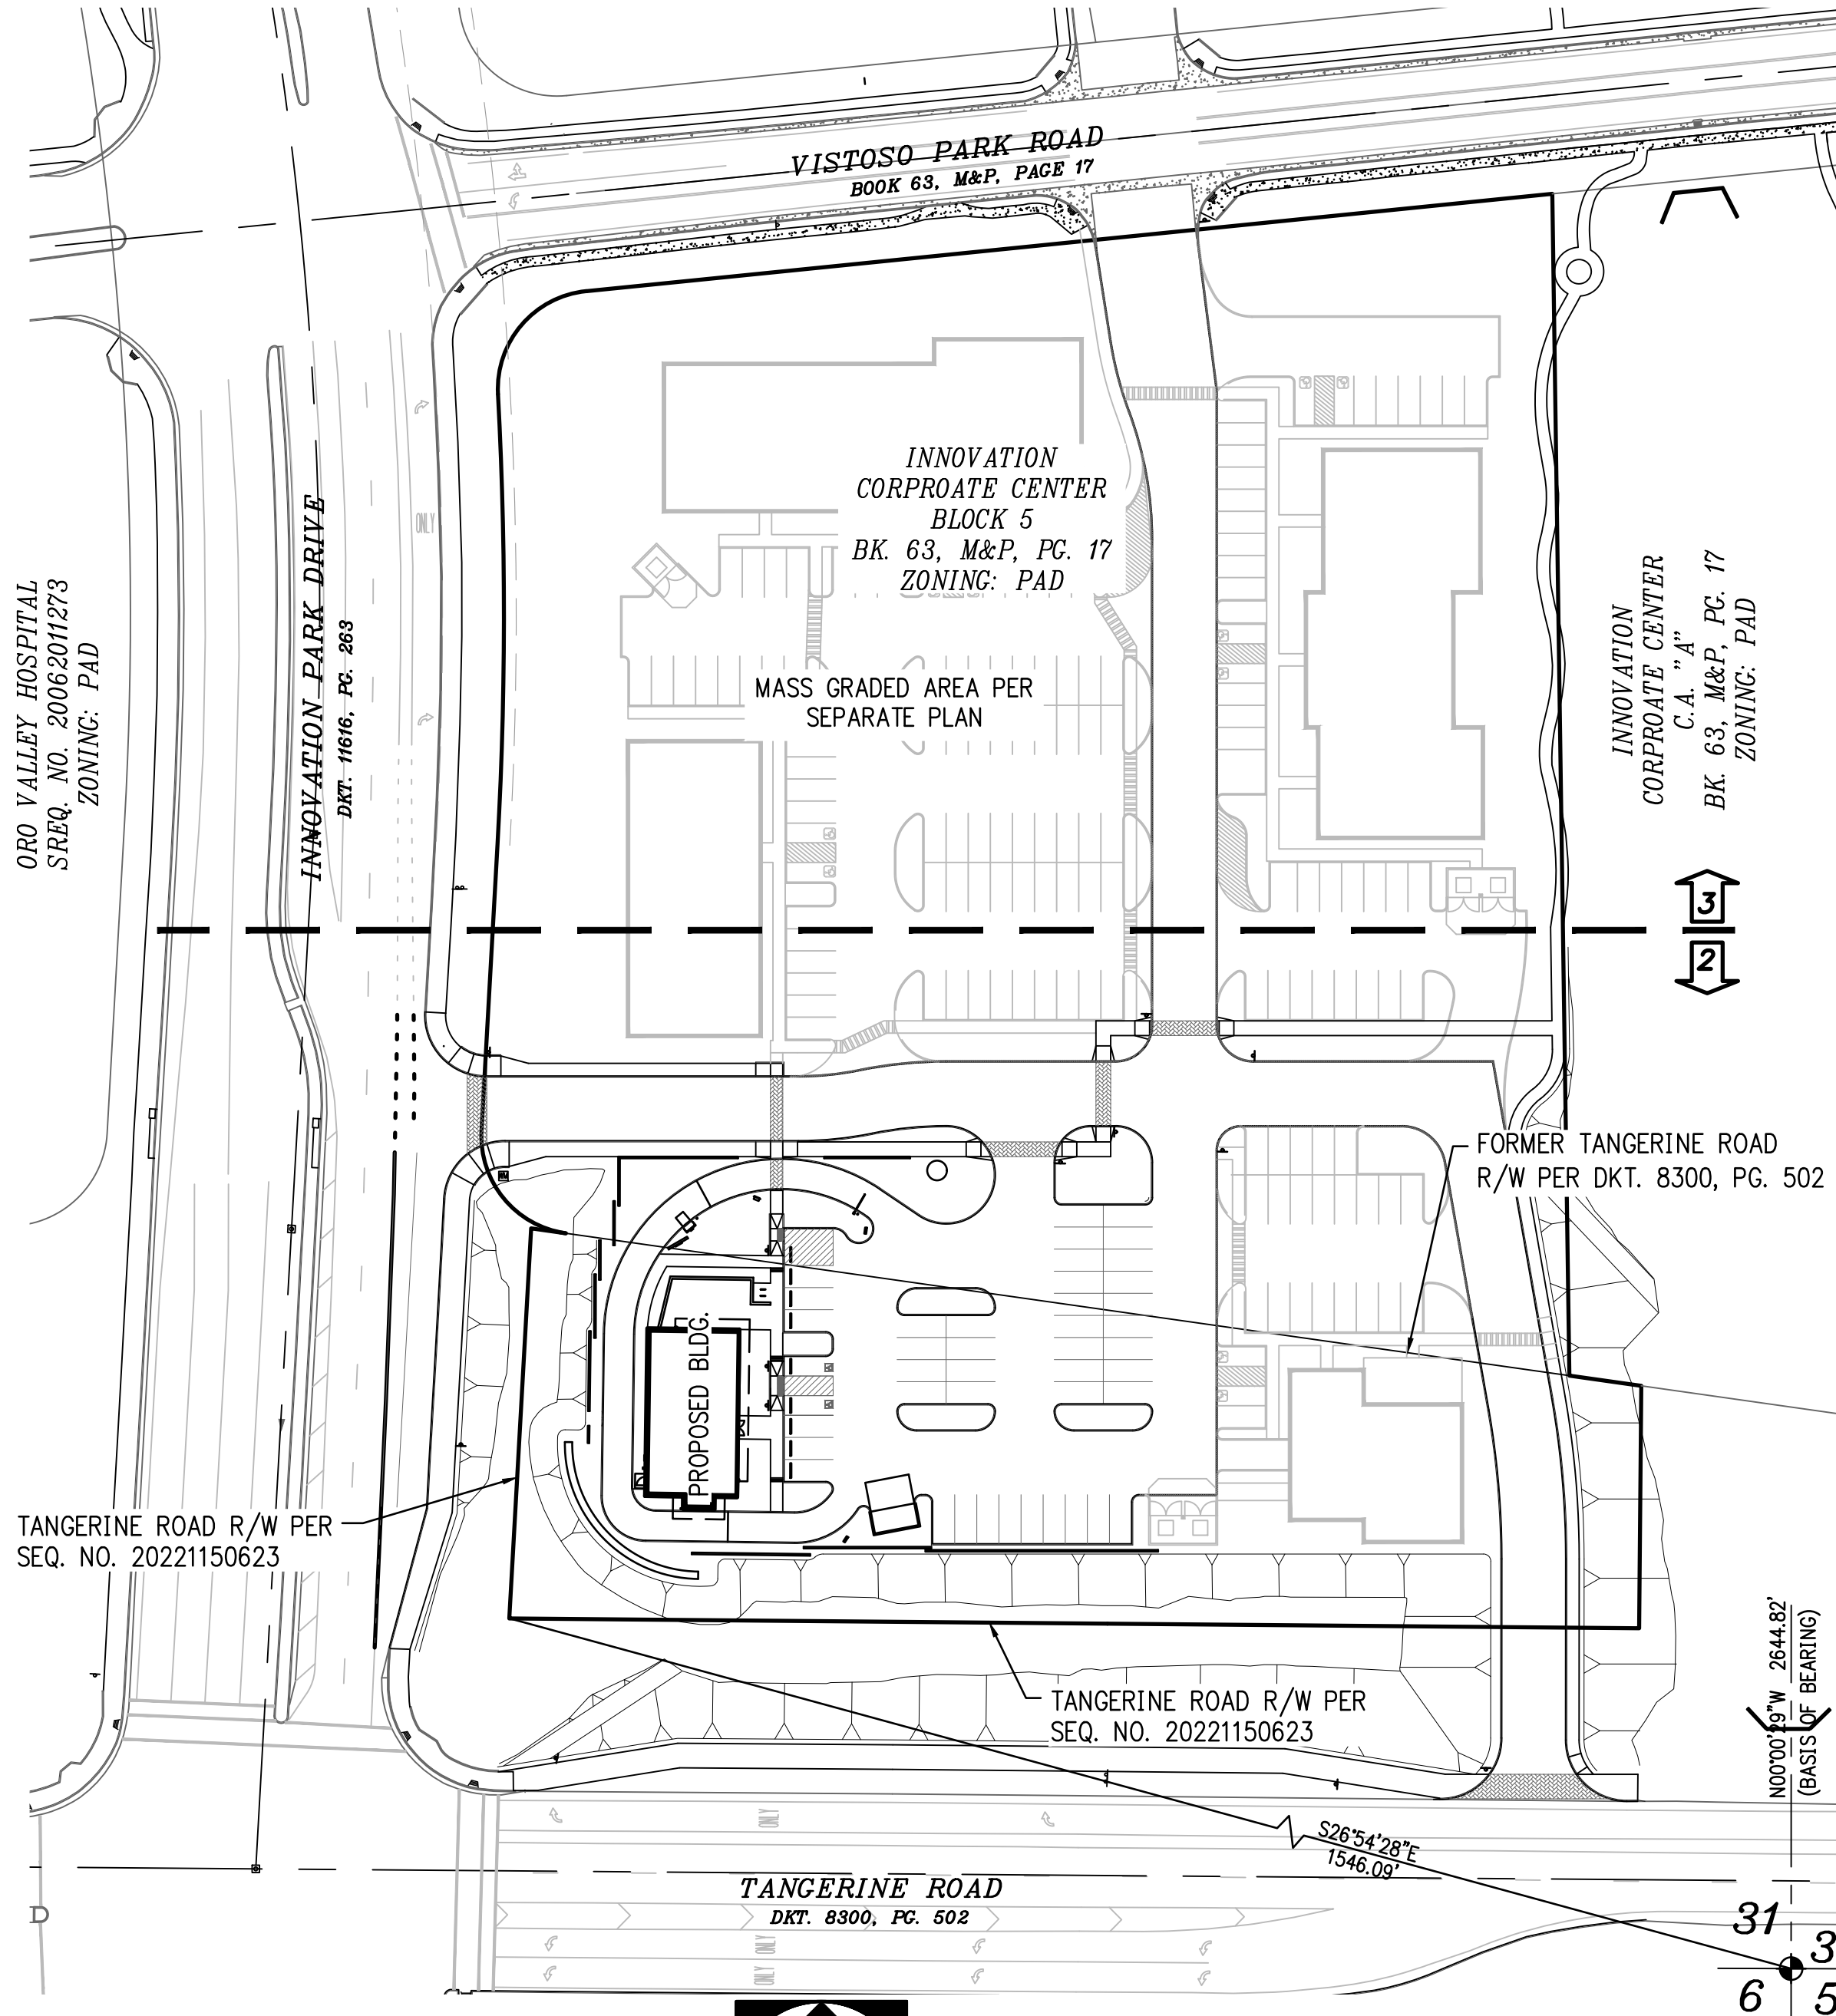 VISTOSO PARK ROAD
BOOK 63, M&P, PAGE 17
INNOVATION
CORPROATE CENTER
BLOCK 5
BK. 63, M&P, PG. 17
ZONING: PAD
ORO VALLEY HOSPITAL
SREQ. NO. 20062011273
ZONING: PAD
INNOVATION PARK DRIVE
DKT. 11616, PG. 263
ONLY
MASS GRADED AREA PER
SEPARATE PLAN
INNOVATION
CORPROATE CENTER
C.A. "A"
BK. 63, M&P, PG. 17
ZONING: PAD
3
2
FORMER TANGERINE ROAD
R/W PER DKT. 8300, PG. 502
PROPOSED BLDG.
TANGERINE ROAD R/W PER
SEQ. NO. 20221150623
TANGERINE ROAD R/W PER
SEQ. NO. 20221150623
N00°00'29"W 2644.82'
(BASIS OF BEARING)
S26°54'28"E
1546.09'
ONLY
TANGERINE ROAD
DKT. 8300, PG. 502
ONLY ONLY
D
31
3
6
5